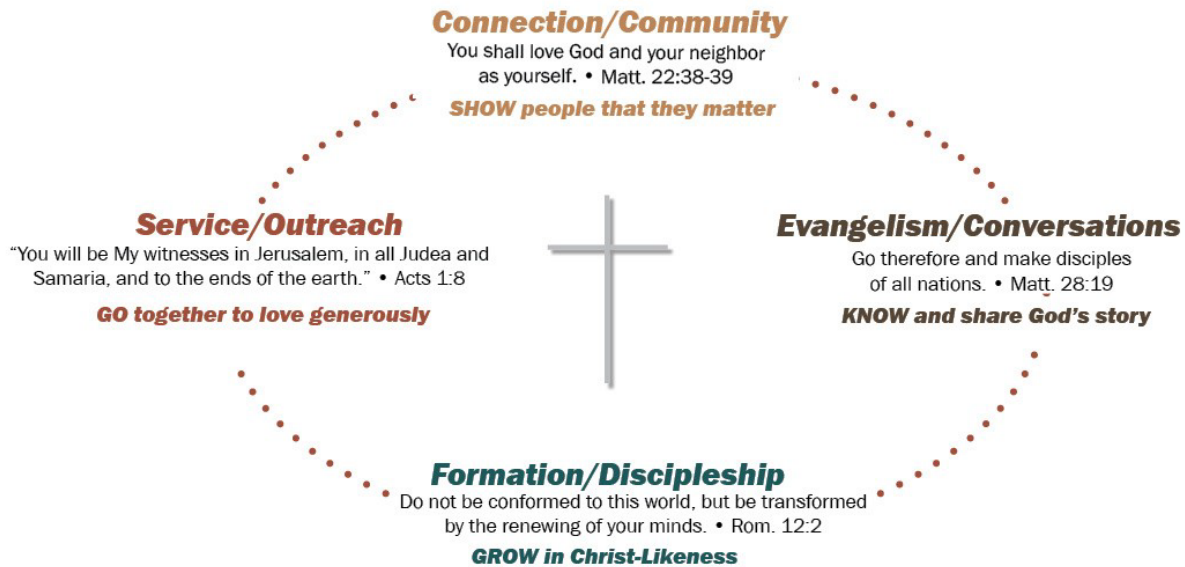 Connection/Community
You shall love God and your neighbor
as yourself. • Matt. 22:38-39
SHOW people that they matter
Service/Outreach
“You will be My witnesses in Jerusalem, in all Judea and
Samaria, and to the ends of the earth.” • Acts 1:8
GO together to love generously
Evangelism/Conversations
Go therefore and make disciples
of all nations. • Matt. 28:19
KNOW and share God’s story
Formation/Discipleship
Do not be conformed to this world, but be transformed
by the renewing of your minds. • Rom. 12:2
GROW in Christ-Likeness